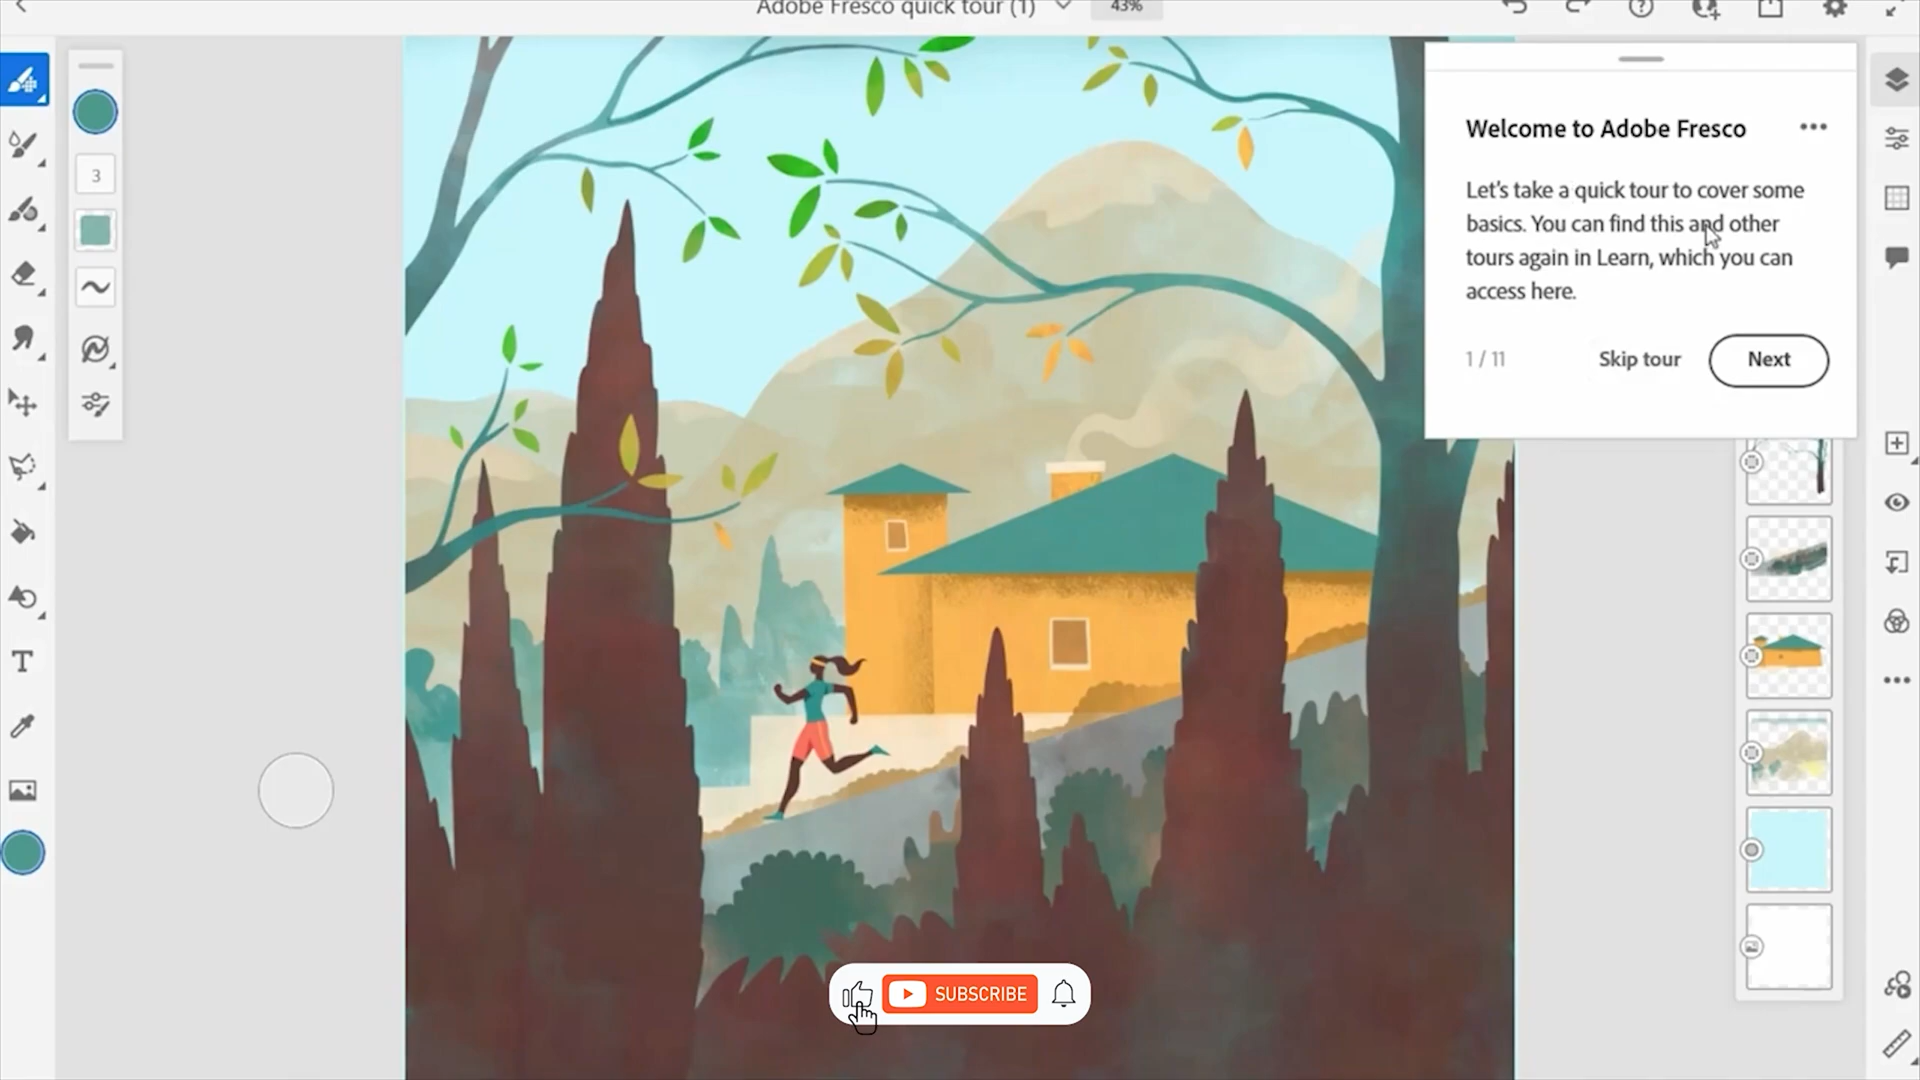 Adobe Fresco quick tour (1)
43%
3
Welcome to Adobe Fresco
Let's take a quick tour to cover some
basics. You can find this and other
tours again in Learn, which you can
access here.
1 / 11
Skip tour
Next
SUBSCRIBE